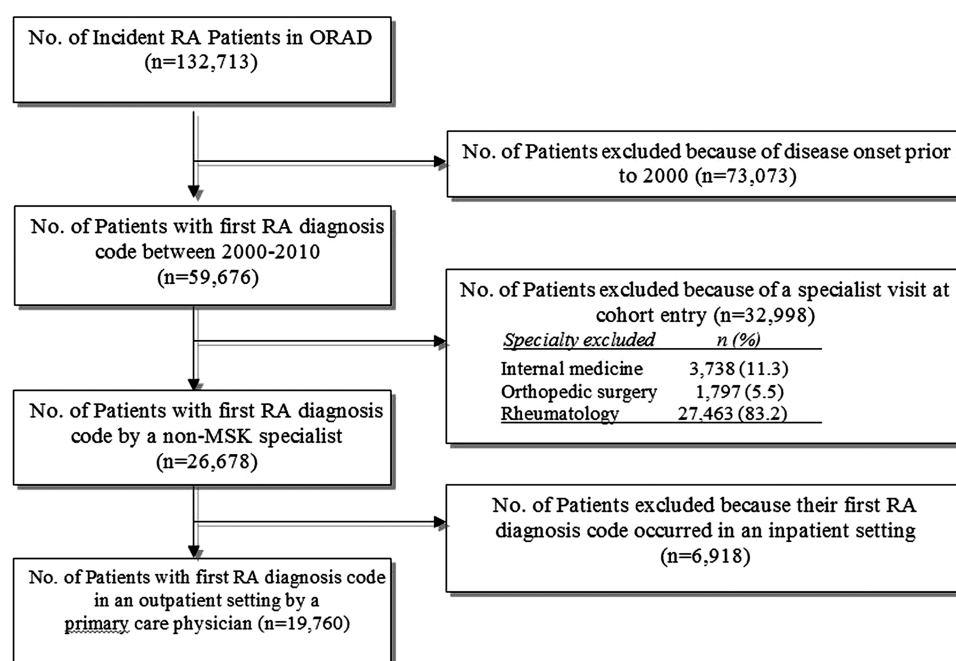 No. of Incident RA Patients in ORAD
(n=132,713)
No. of Patients excluded because of disease onset prior
to 2000 (n=73,073)
No. of Patients with first RA diagnosis
code between 2000-2010
(n=59,676)
No. of Patients excluded because of a specialist visit at
cohort entry (n=32,998)
Specialty excluded n (%)
Internal medicine 3,738 (11.3)
Orthopedic surgery 1,797 (5.5)
Rheumatology 27,463 (83.2)
No. of Patients with first RA diagnosis
code by a non-MSK specialist
(n=26,678)
No. of Patients excluded because their first RA
diagnosis code occurred in an inpatient setting
(n=6,918)
No. of Patients with first RA diagnosis code
in an outpatient setting by a
primary care physician (n=19,760)